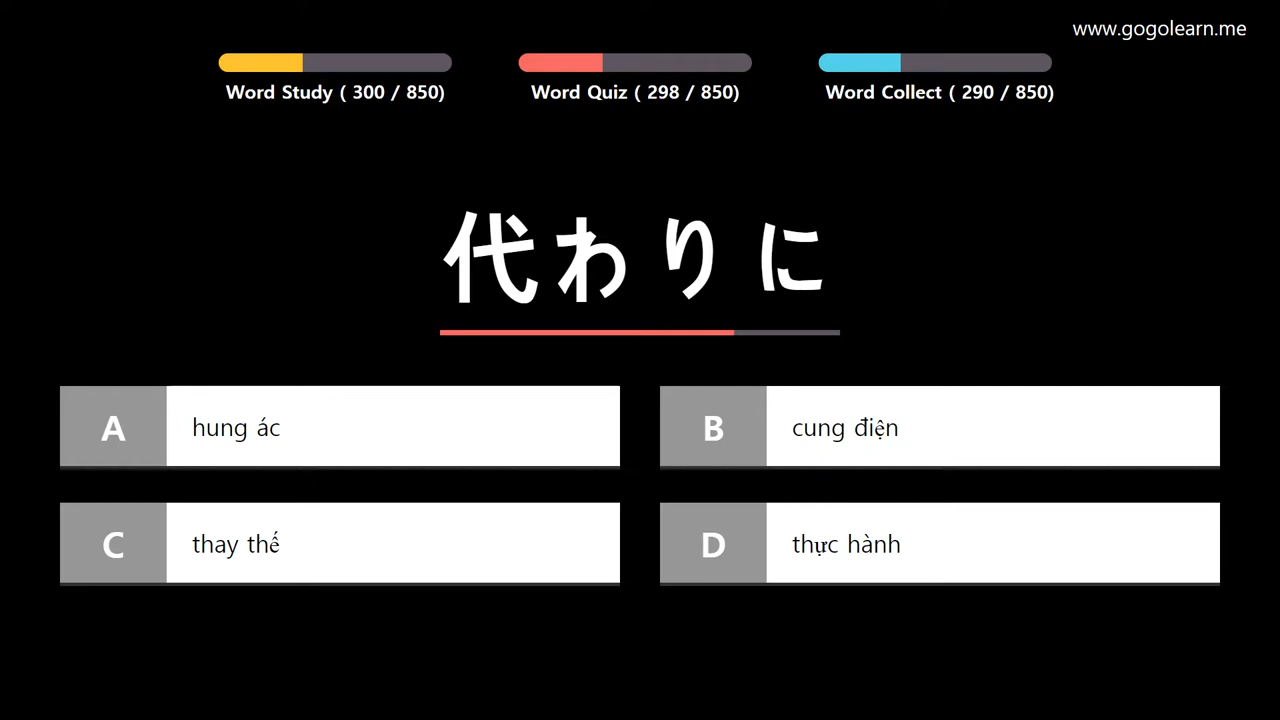 www.gogolearn.me
Word Study ( 300 / 850)
Word Quiz ( 298 / 850)
Word Collect ( 290 / 850)
代わりに
A
hung ác
B
cung điện
C
thay thế
D
thực hành